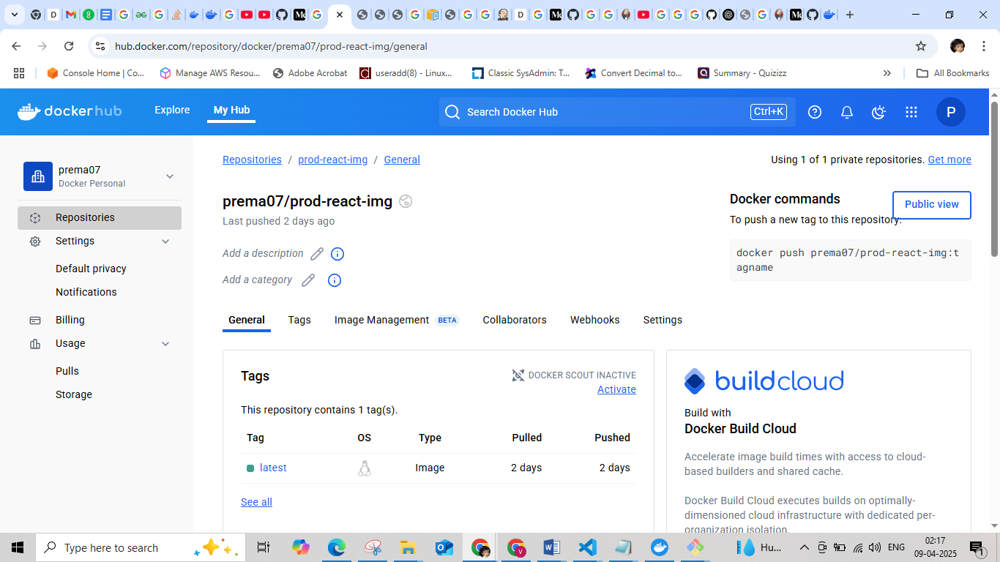 hub.docker.com/repository/docker/prema07/prod-react-img/general
Console Home | Co...
Manage AWS Resou...
Adobe Acrobat
useradd(8) - Linux...
Classic SysAdmin: T...
Convert Decimal to...
Summary - Quizizz
All Bookmarks
dockerhub
Explore
My Hub
Search Docker Hub
Ctrl+K
P
prema07
Docker Personal
Repositories
Settings
Default privacy
Notifications
Billing
Usage
Pulls
Storage
Repositories / prod-react-img / General
Using 1 of 1 private repositories. Get more
prema07/prod-react-img
Last pushed 2 days ago
Add a description
Add a category
Docker commands
Public view
To push a new tag to this repository:
docker push prema07/prod-react-img:t
agname
General
Tags
Image Management BETA
Collaborators
Webhooks
Settings
Tags
DOCKER SCOUT INACTIVE
Activate
This repository contains 1 tag(s).
Tag OS Type Pulled Pushed
latest Image 2 days 2 days
See all
buildcloud
Build with
Docker Build Cloud
Accelerate image build times with access to cloud-
based builders and shared cache.
Docker Build Cloud executes builds on optimally-
dimensioned cloud infrastructure with dedicated per-
organization isolation.
Type here to search
Hu...
ENG
02:17
09-04-2025
1